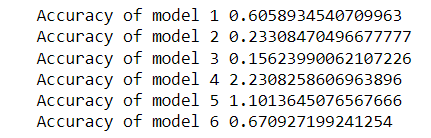 Accuracy of model 1 0.6058934540709963
Accuracy of model 2 0.23308470496677777
Accuracy of model 3 0.15623990062107226
Accuracy of model 4 2.2308258606963896
Accuracy of model 5 1.1013645076567666
Accuracy of model 6 0.670927199241254